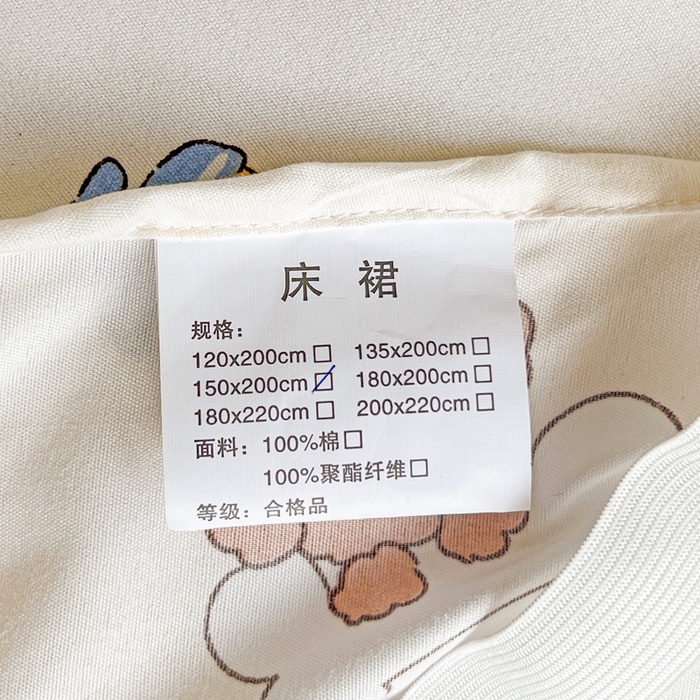 床 裙
规格：
120x200cm □ 135x200cm □
150x200cm ☑ 180x200cm □
180x220cm □ 200x220cm □
面料：100%棉 □
100%聚酯纤维 □
等级：合格品